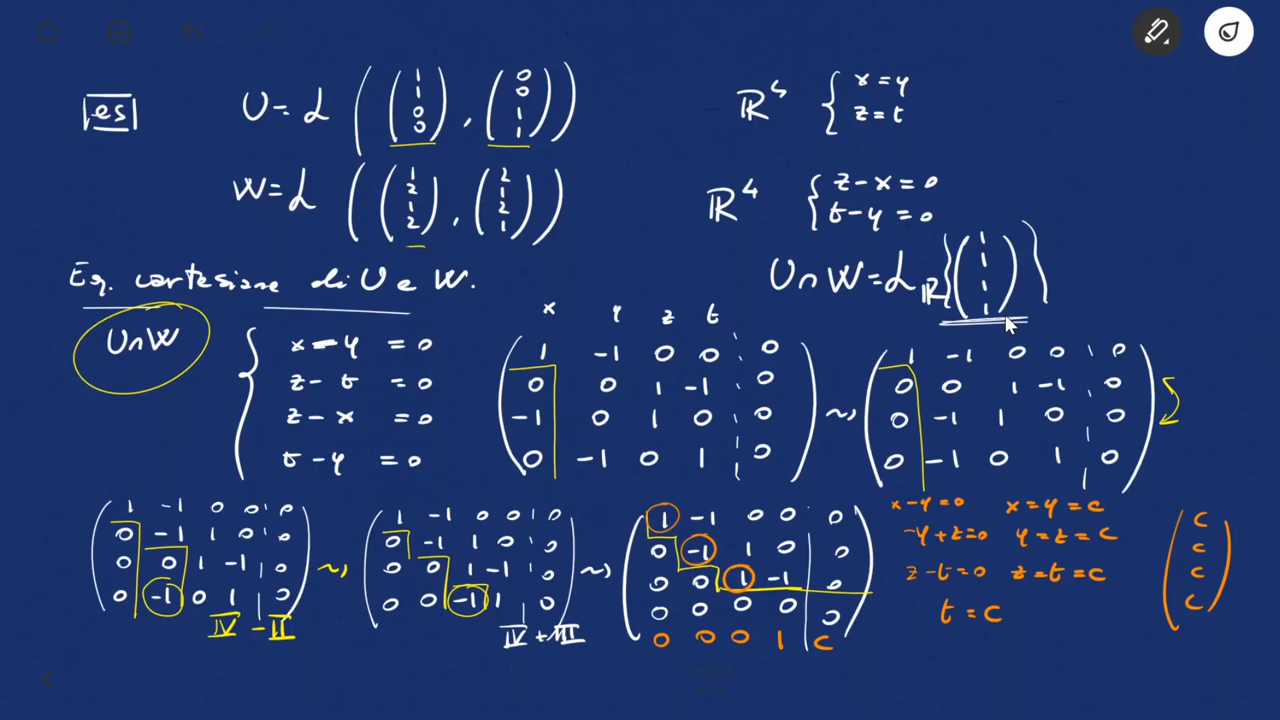 es U = L ( (1 1 0 0) , (0 0 1 1) ) R⁴ { x = y
z = t
W = L ( (1 2 1 2) , (2 1 2 1) ) R⁴ { z - x = 0
t - y = 0
Eq. cartesiane di U e W. U∩W = L R { (1 1 1 1) }
U∩W
x - y = 0
z - t = 0
z - x = 0
t - y = 0
x y z t
1 -1 0 0 0
0 0 1 -1 0
-1 0 1 0 0
0 -1 0 1 0
~
1 -1 0 0 0
0 0 1 -1 0
0 -1 1 0 0
0 -1 0 1 0
1 -1 0 0 0
0 -1 1 0 0
0 0 1 -1 0
0 -1 0 1 0
IV - II
~
1 -1 0 0 0
0 -1 1 0 0
0 0 1 -1 0
0 0 -1 1 0
IV + III
~
1 -1 0 0 0
0 -1 1 0 0
0 0 1 -1 0
0 0 0 0 0
0 0 0 1 c
x - y = 0 x = y = c
-y + z = 0 y = z = c
z - t = 0 z = t = c
t = c
(c c c c)